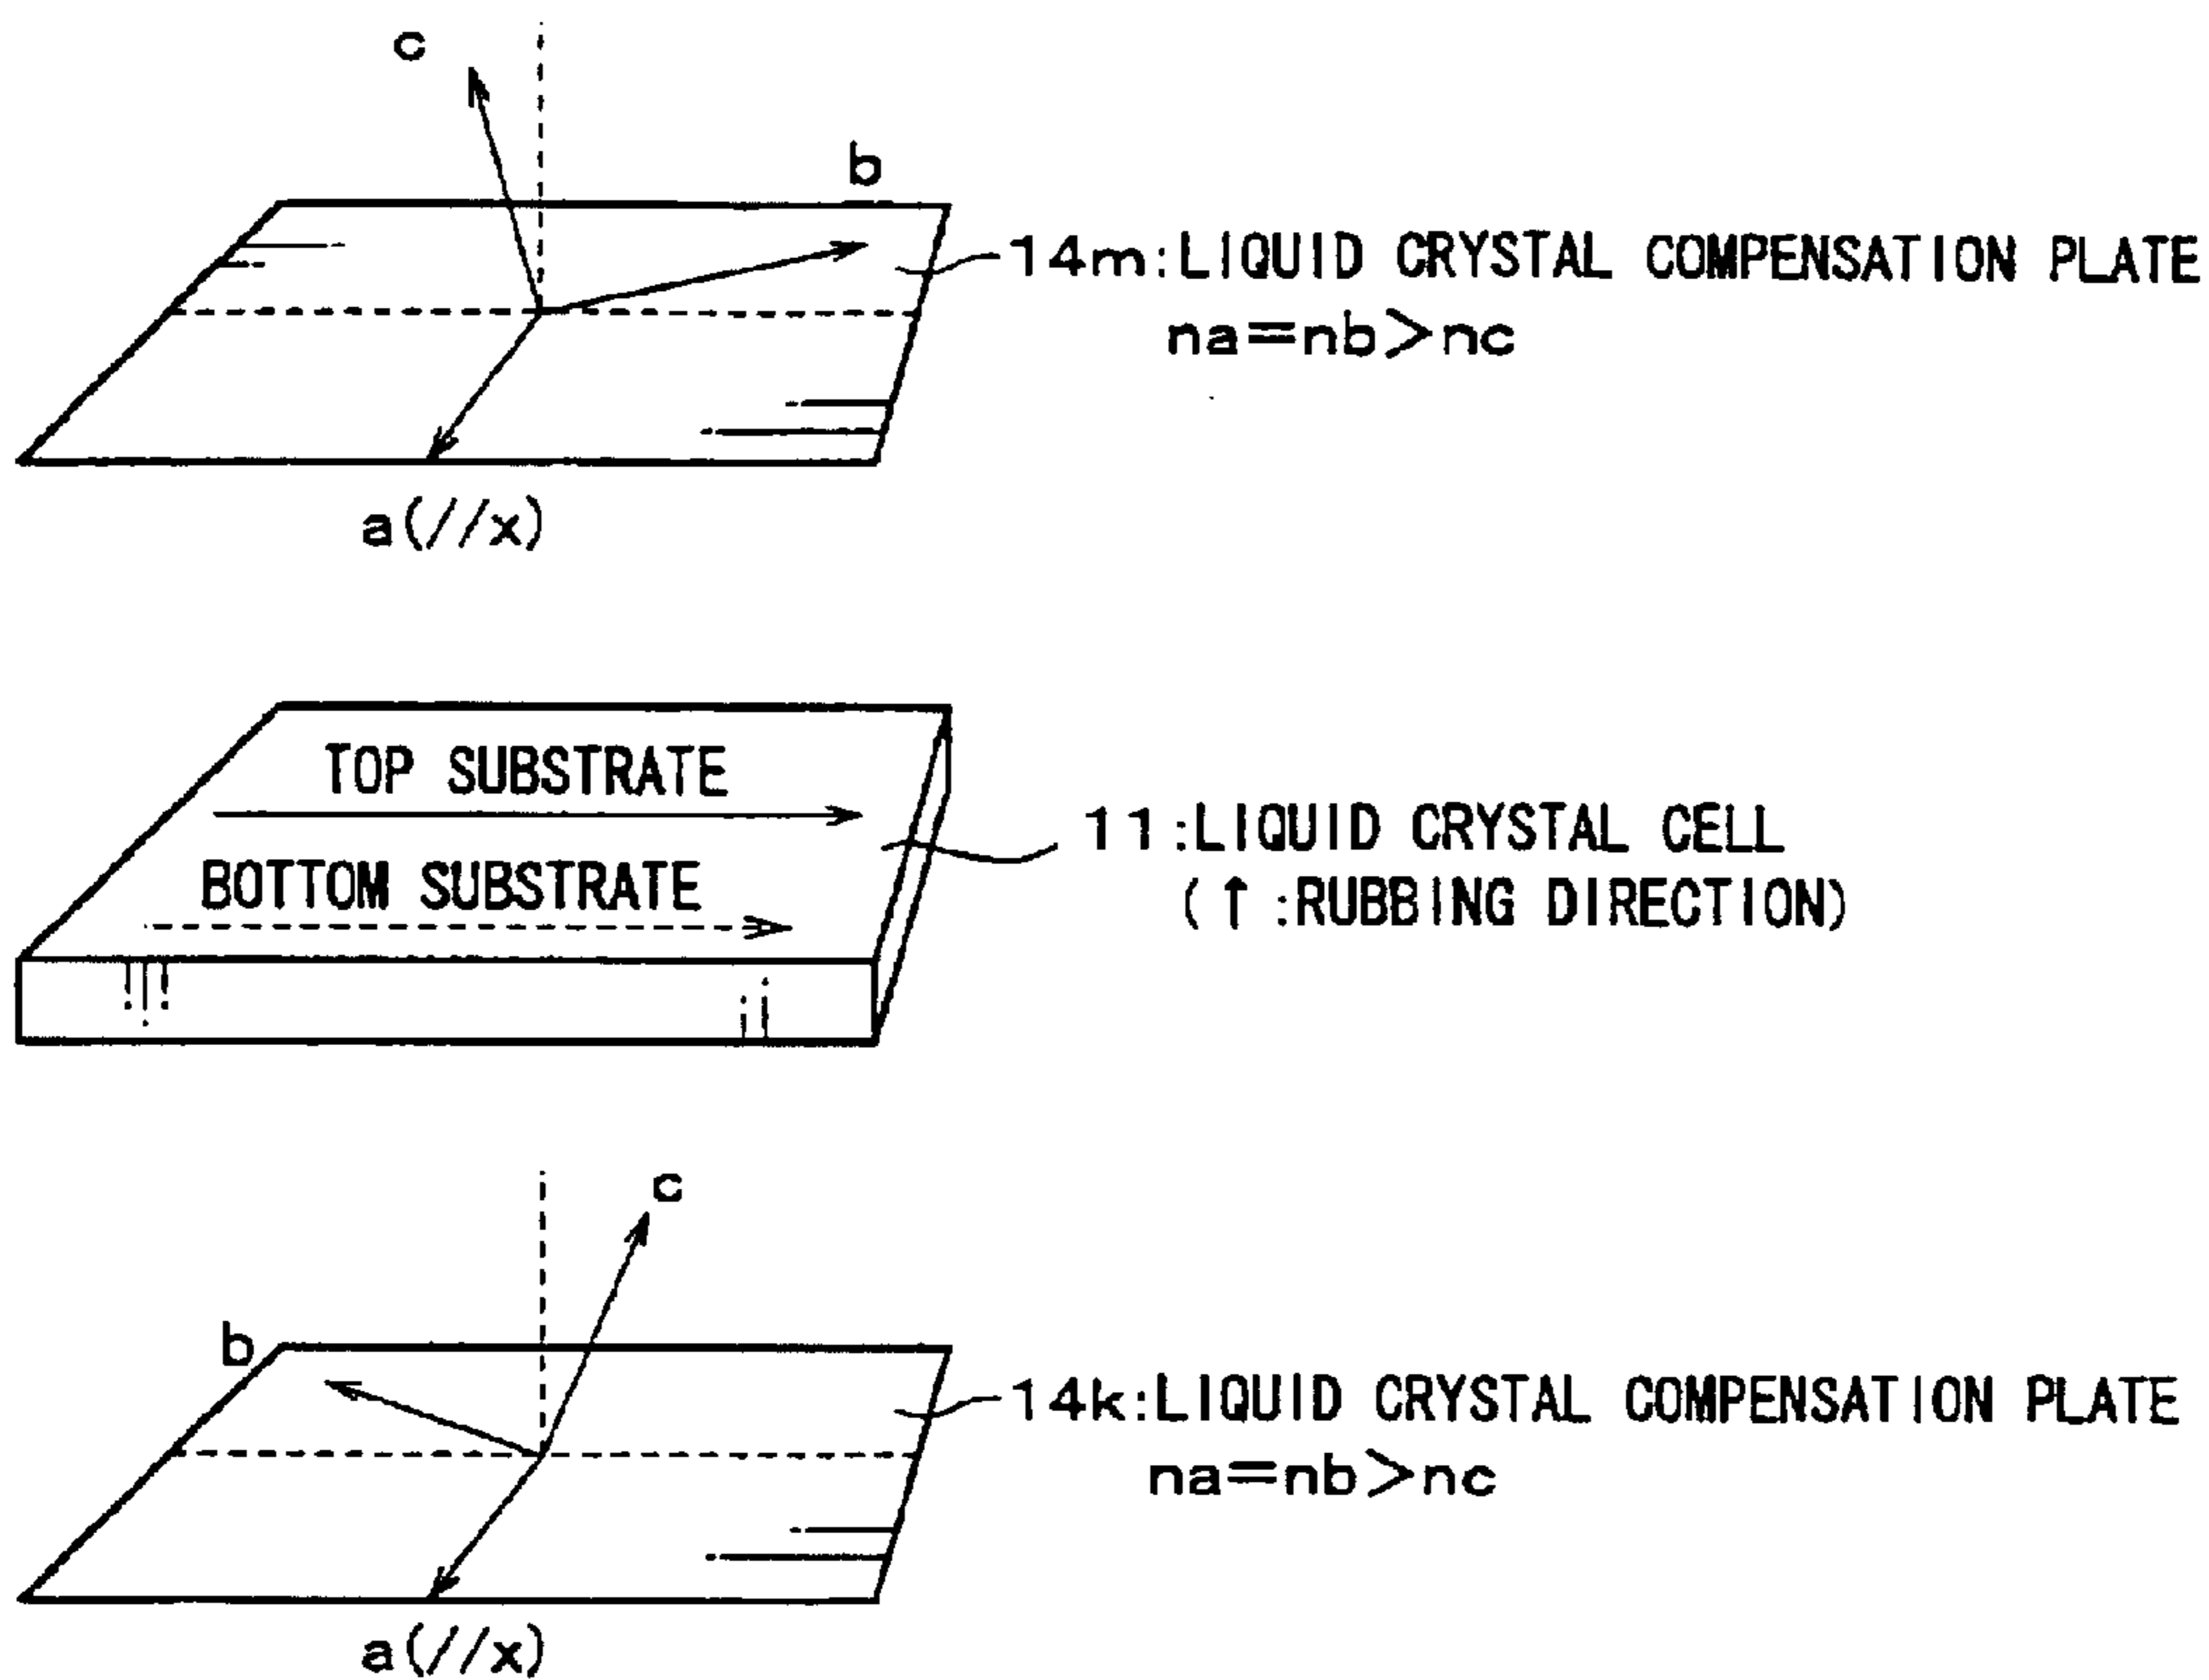 c
b
14m:LIQUID CRYSTAL COMPENSATION PLATE
na=nb>nc
a(//x)
TOP SUBSTRATE
BOTTOM SUBSTRATE
11:LIQUID CRYSTAL CELL
(↑:RUBBING DIRECTION)
c
b
14k:LIQUID CRYSTAL COMPENSATION PLATE
na=nb>nc
a(//x)